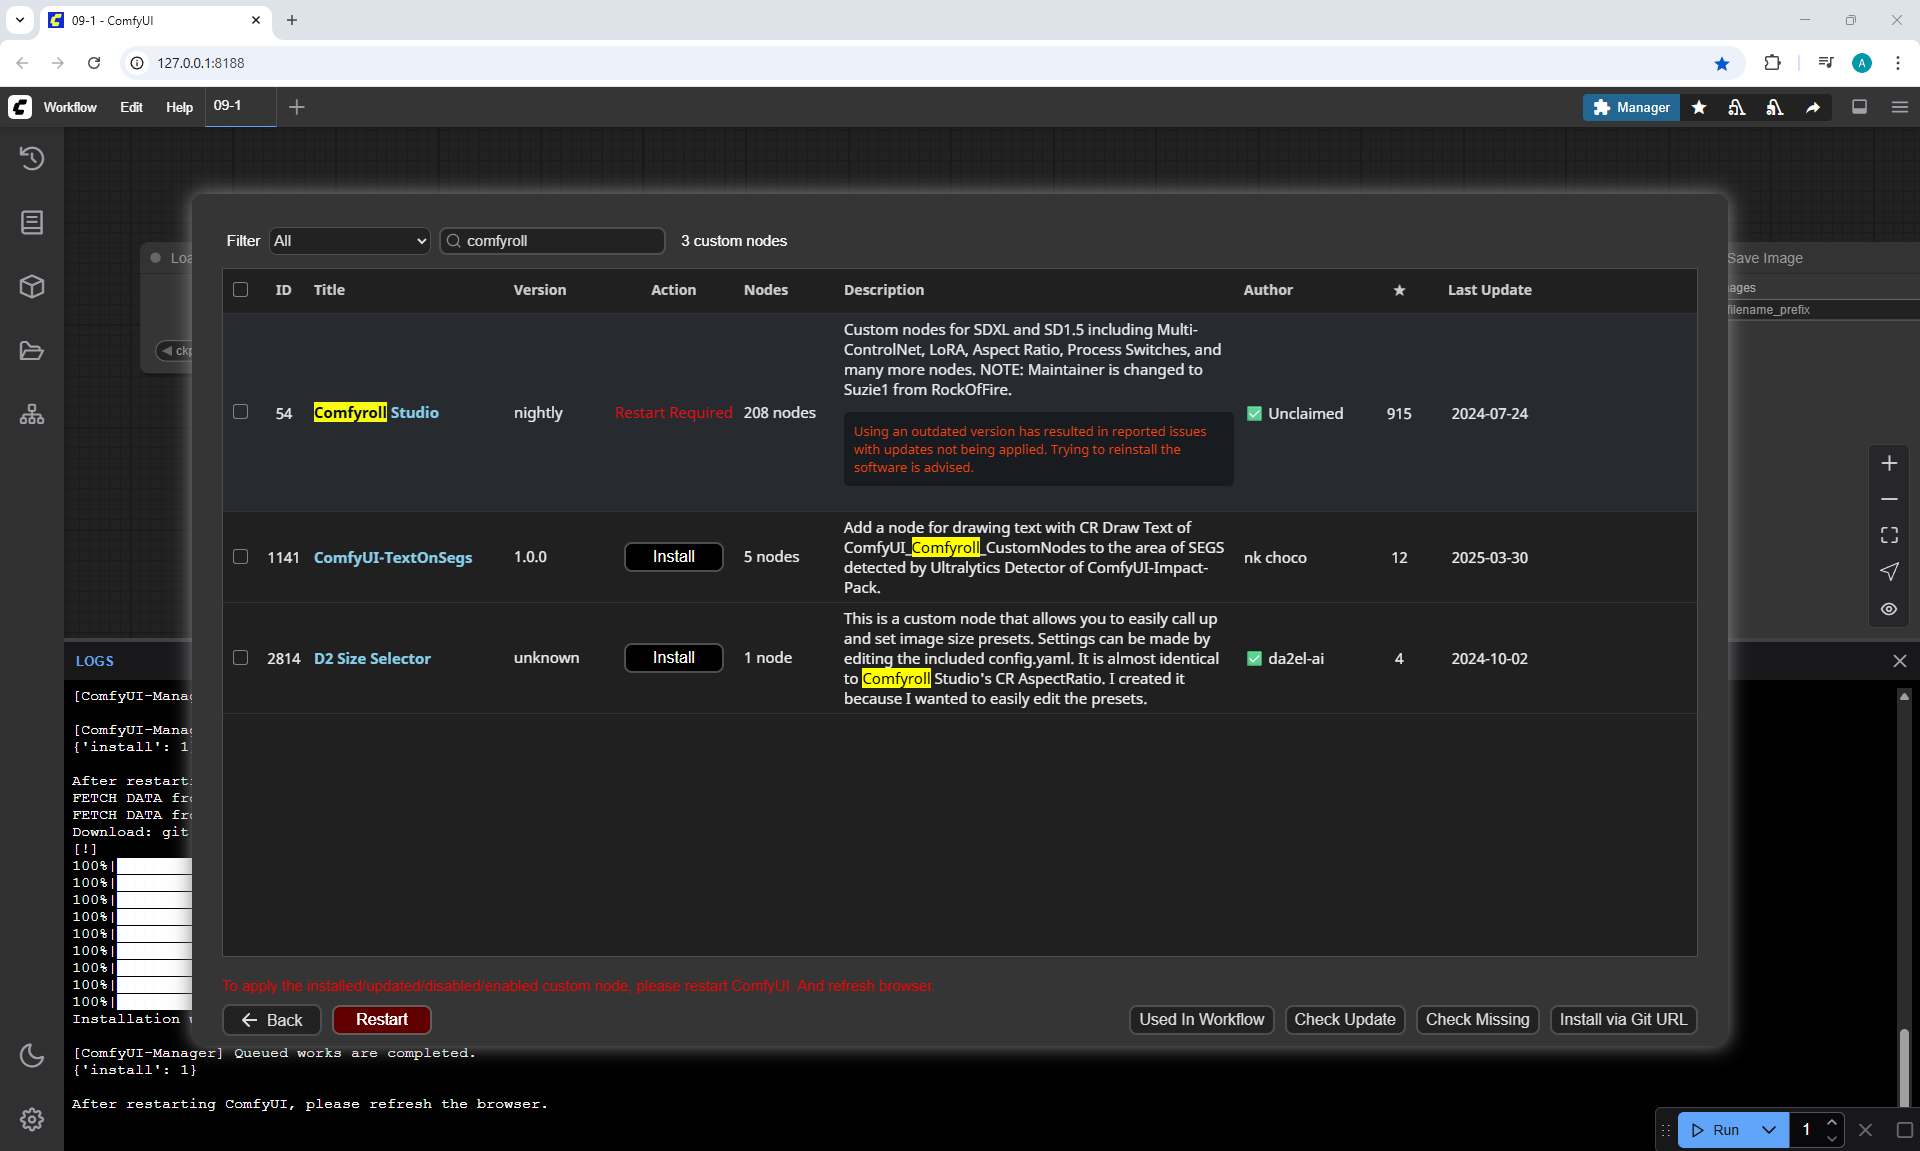 09-1 - ComfyUI
127.0.0.1:8188
A
Workflow Edit Help 09-1
Manager
Loa
Save Image
ages
filename_prefix
Filter All comfyroll 3 custom nodes
ID Title Version Action Nodes Description Author ★ Last Update
Custom nodes for SDXL and SD1.5 including Multi-
ControlNet, LoRA, Aspect Ratio, Process Switches, and
many more nodes. NOTE: Maintainer is changed to
Suzie1 from RockOfFire.
54 Comfyroll Studio nightly Restart Required 208 nodes
Using an outdated version has resulted in reported issues
with updates not being applied. Trying to reinstall the
software is advised.
✅ Unclaimed 915 2024-07-24
Add a node for drawing text with CR Draw Text of
ComfyUI_Comfyroll_CustomNodes to the area of SEGS
detected by Ultralytics Detector of ComfyUI-Impact-
Pack.
1141 ComfyUI-TextOnSegs 1.0.0 Install 5 nodes
nk choco 12 2025-03-30
This is a custom node that allows you to easily call up
and set image size presets. Settings can be made by
editing the included config.yaml. It is almost identical
to Comfyroll Studio's CR AspectRatio. I created it
because I wanted to easily edit the presets.
2814 D2 Size Selector unknown Install 1 node
✅ da2el-ai 4 2024-10-02
To apply the installed/updated/disabled/enabled custom node, please restart ComfyUI. And refresh browser.
Back Restart Used In Workflow Check Update Check Missing Install via Git URL
ckp
LOGS
[ComfyUI-Manag
[ComfyUI-Manag
{'install': 1
After restarti
FETCH DATA fro
FETCH DATA fro
Download: git
[!]
100%|
100%|
100%|
100%|
100%|
100%|
100%|
100%|
100%|
Installation
[ComfyUI-Manager] Queued works are completed.
{'install': 1}
After restarting ComfyUI, please refresh the browser.
Run 1